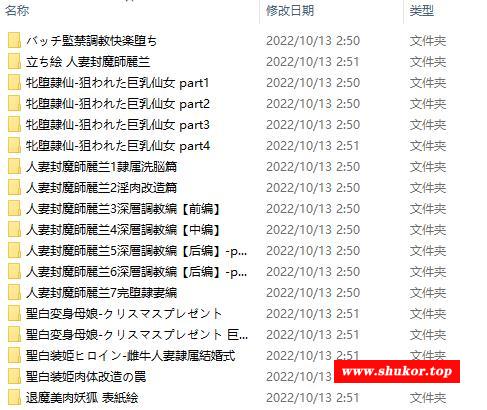 名称 修改日期 类型
バッチ監禁調教快楽堕ち 2022/10/13 2:50 文件夹
立ち絵 人妻封魔師麗兰 2022/10/13 2:51 文件夹
牝堕隷仙-狙われた巨乳仙女 part1 2022/10/13 2:50 文件夹
牝堕隷仙-狙われた巨乳仙女 part2 2022/10/13 2:50 文件夹
牝堕隷仙-狙われた巨乳仙女 part3 2022/10/13 2:50 文件夹
牝堕隷仙-狙われた巨乳仙女 part4 2022/10/13 2:51 文件夹
人妻封魔師麗兰1隷属洗脳篇 2022/10/13 2:50 文件夹
人妻封魔師麗兰2淫肉改造篇 2022/10/13 2:50 文件夹
人妻封魔師麗兰3深層調教編【前編】 2022/10/13 2:50 文件夹
人妻封魔師麗兰4深層調教編【中編】 2022/10/13 2:50 文件夹
人妻封魔師麗兰5深層調教編【后編】-p... 2022/10/13 2:50 文件夹
人妻封魔師麗兰6深層調教編【后編】-p... 2022/10/13 2:50 文件夹
人妻封魔師麗兰7完堕隷妻編 2022/10/13 2:50 文件夹
聖白変身母娘-クリスマスプレゼント 2022/10/13 2:51 文件夹
聖白変身母娘-クリスマスプレゼント 巨... 2022/10/13 2:51 文件夹
聖白装姫ヒロイン-雌牛人妻隷属結婚式 2022/10/13 2:51 文件夹
聖白装姫肉体改造の罠 2022/10/13
www.shukor.top
退魔美肉妖狐 表紙絵 2022/10/13 2:51 文件夹